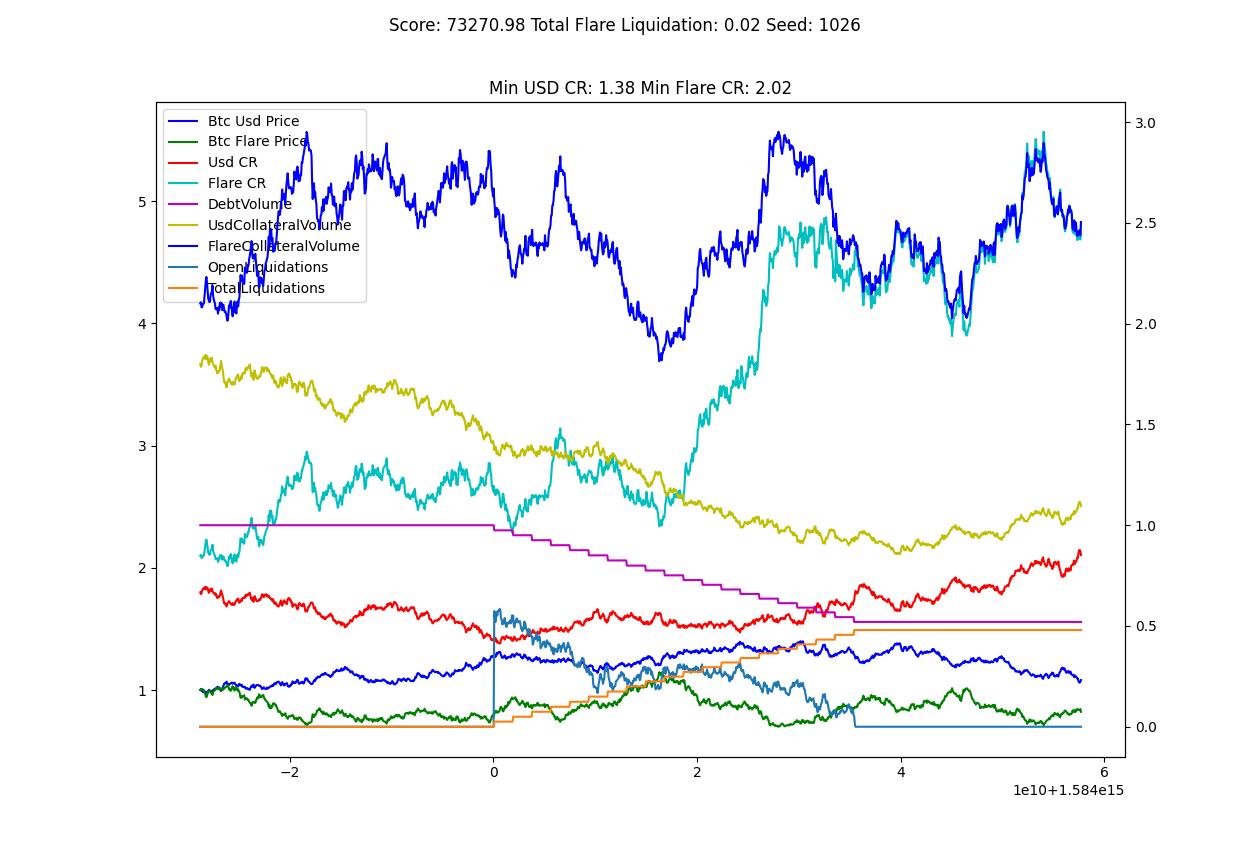 Score: 73270.98 Total Flare Liquidation: 0.02 Seed: 1026
Min USD CR: 1.38 Min Flare CR: 2.02
Btc Usd Price
Btc Flare Price
Usd CR
Flare CR
DebtVolume
UsdCollateralVolume
FlareCollateralVolume
OpenLiquidations
TotalLiquidations
5
4
3
2
1
3.0
2.5
2.0
1.5
1.0
0.5
0.0
−2
0
2
4
6
1e10+1.584e15